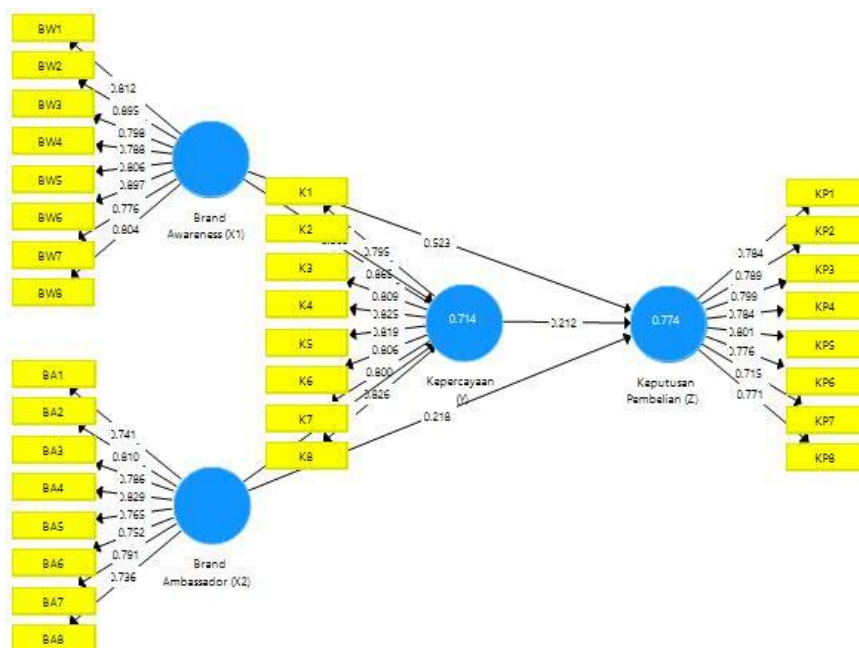 BW1
BW2
BW3
BW4
BW5
BW6
BW7
BW8
0.812
0.895
0.798
0.788
0.806
0.897
0.776
0.804
Brand
Awareness (X1)
K1
K2
K3
K4
K5
K6
K7
K8
0.795
0.865
0.809
0.825
0.819
0.806
0.800
0.826
0.714
Kepercayaan
(Y)
0.523
0.212
0.218
0.774
Keputusan
Pembelian (Z)
KP1
KP2
KP3
KP4
KP5
KP6
KP7
KP8
0.784
0.789
0.799
0.784
0.801
0.776
0.715
0.771
BA1
BA2
BA3
BA4
BA5
BA6
BA7
BA8
0.741
0.810
0.786
0.829
0.765
0.752
0.791
0.736
Brand
Ambassador (X2)